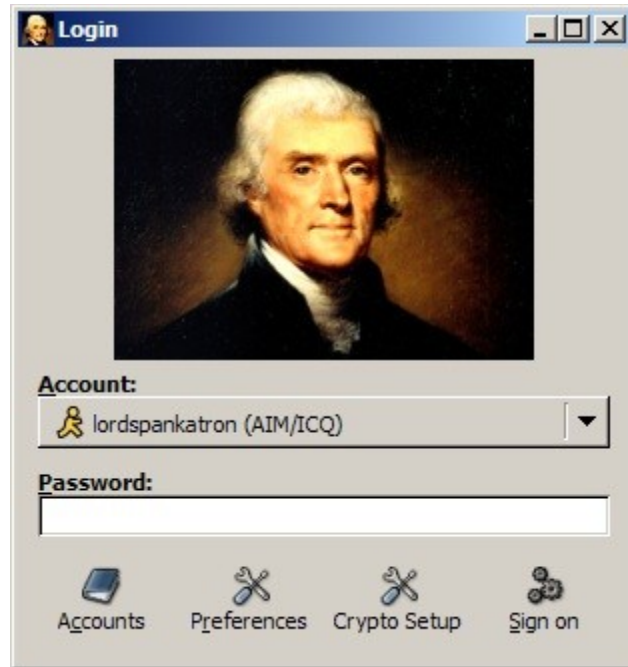 Login
Account:
lordspankatron (AIM/ICQ)
Password:
Accounts Preferences Crypto Setup Sign on